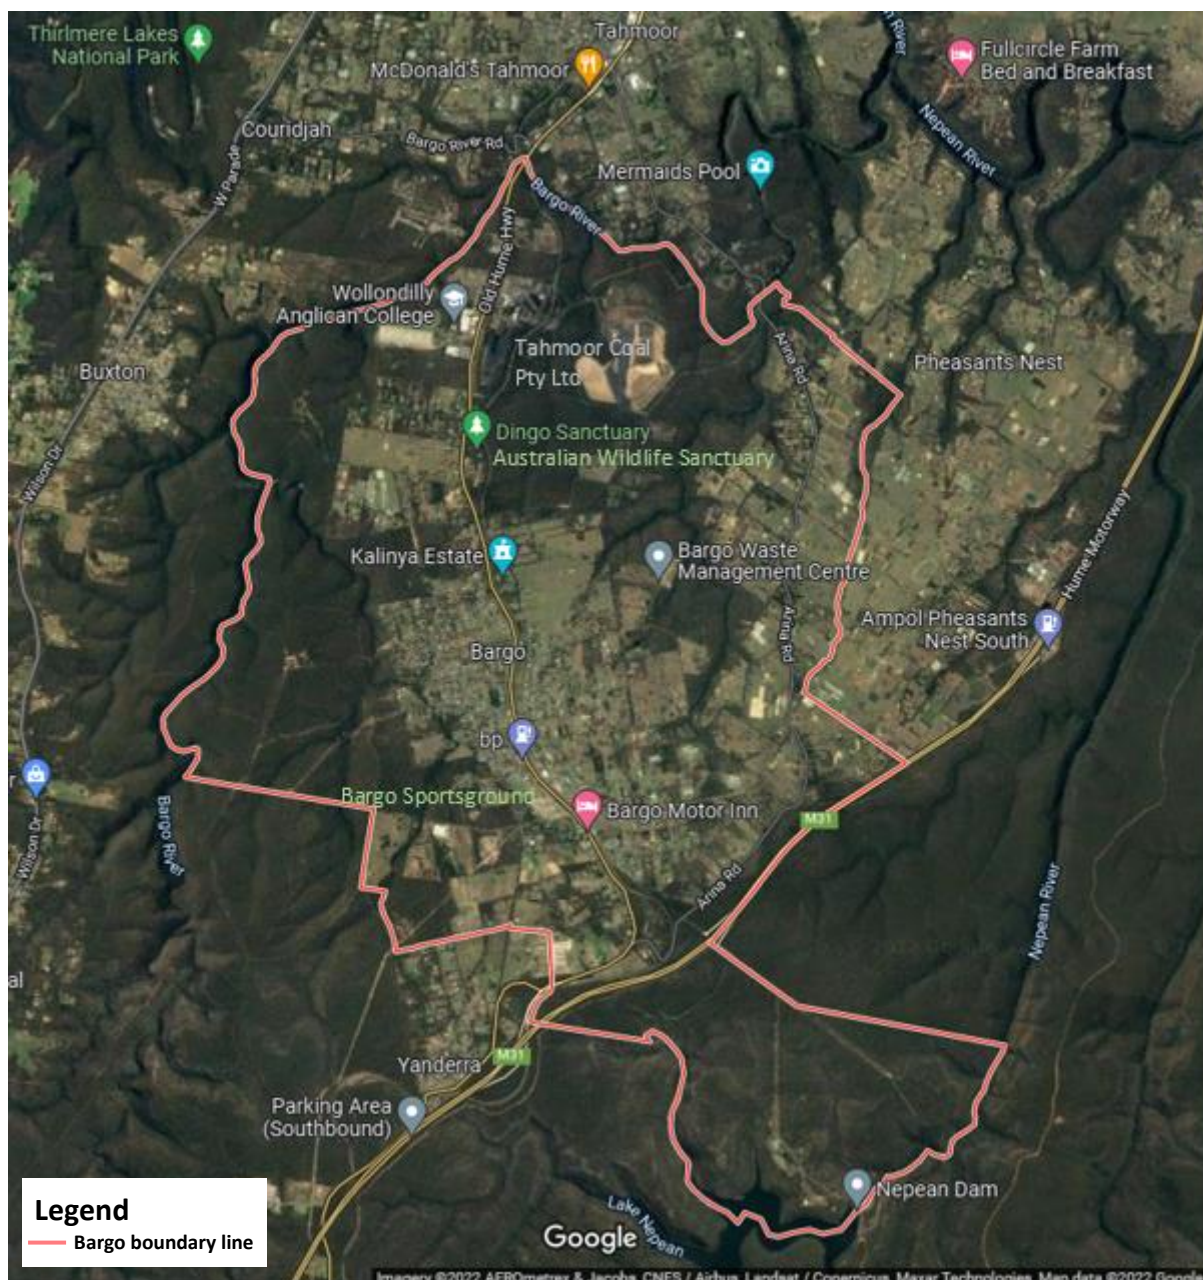 Thirlmere Lakes
National Park
Tahmoor
McDonald's Tahmoor
Fullcircle Farm
Bed and Breakfast
River
Couridjah
Bargo River Rd
Nepean River
W Parade
Mermaids Pool
Bargo River
Old Hume Hwy
Wollondilly
Anglican College
Tahmoor Coal
Pty Ltd
Arina Rd
Pheasants Nest
Buxton
Dingo Sanctuary
Australian Wildlife Sanctuary
Wilson Dr
Hume Motorway
Kalinya Estate
Bargo Waste
Management Centre
Ampol Pheasants
Nest South
Arina Rd
Bargo
bp
r
Bargo Sportsground
Bargo Motor Inn
M31
Bargo River
Wilson Dr
Arina Rd
Nepean River
al
Yanderra
M31
Parking Area
(Southbound)
Nepean Dam
Lake Nepean
Legend
Bargo boundary line
Google